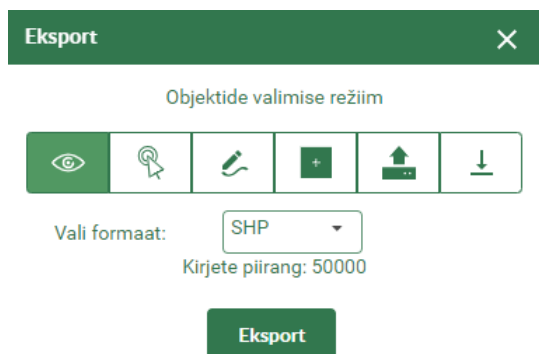 Eksport
Objektide valimise režiim
Vali formaat: SHP
Kirjete piirang: 50000
Eksport